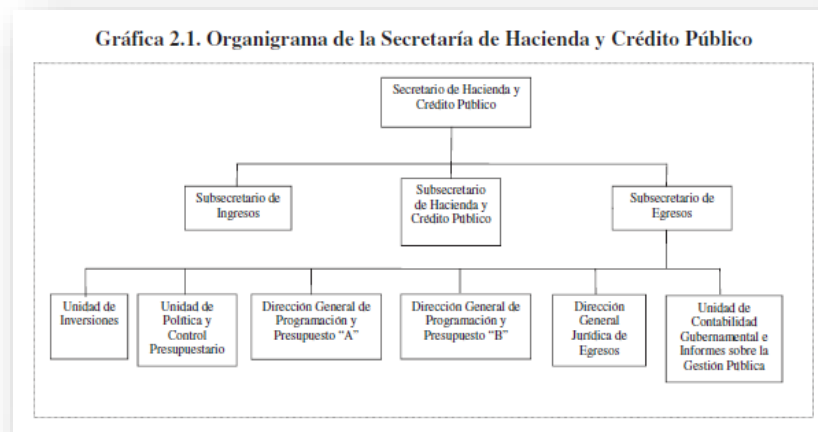 Gráfica 2.1. Organigrama de la Secretaría de Hacienda y Crédito Público
Secretario de Hacienda y
Crédito Público
Subsecretario de
Ingresos
Subsecretario
de Hacienda y
Crédito Público
Subsecretario de
Egresos
Unidad de
Inversiones
Unidad de
Política y
Control
Presupuestario
Dirección General de
Programación y
Presupuesto “A”
Dirección General de
Programación y
Presupuesto “B”
Dirección
General
Jurídica de
Egresos
Unidad de
Contabilidad
Gubernamental e
Informes sobre la
Gestión Pública